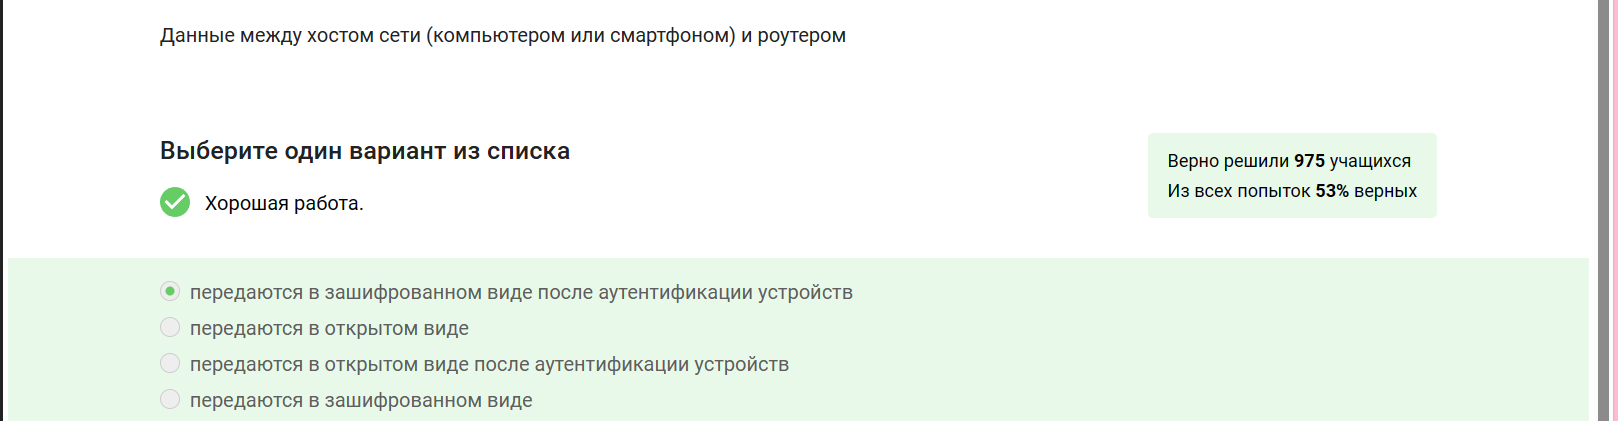 Данные между хостом сети (компьютером или смартфоном) и роутером
Выберите один вариант из списка
Хорошая работа.
Верно решили 975 учащихся
Из всех попыток 53% верных
передаются в зашифрованном виде после аутентификации устройств
передаются в открытом виде
передаются в открытом виде после аутентификации устройств
передаются в зашифрованном виде